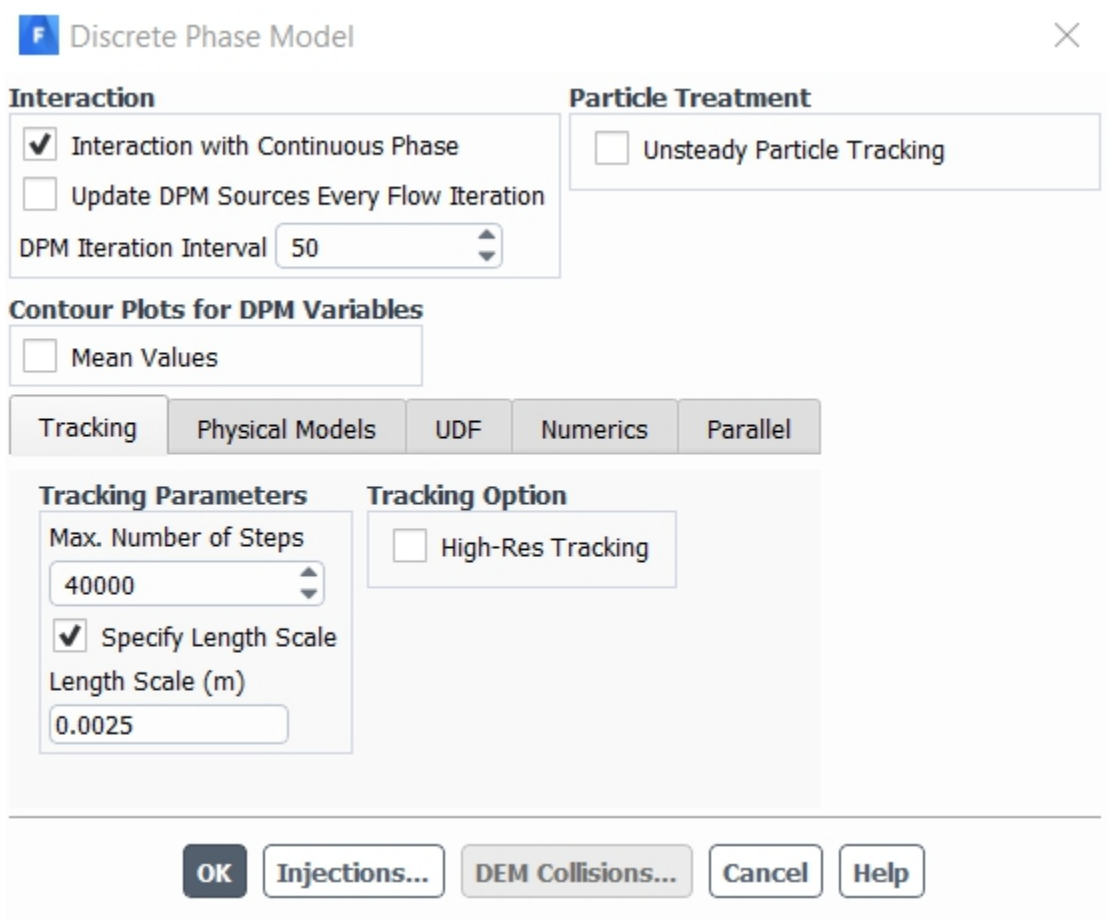 F Discrete Phase Model
Interaction
Interaction with Continuous Phase
Update DPM Sources Every Flow Iteration
DPM Iteration Interval 50
Particle Treatment
Unsteady Particle Tracking
Contour Plots for DPM Variables
Mean Values
Tracking Physical Models UDF Numerics Parallel
Tracking Parameters
Max. Number of Steps
40000
Specify Length Scale
Length Scale (m)
0.0025
Tracking Option
High-Res Tracking
OK Injections... DEM Collisions... Cancel Help